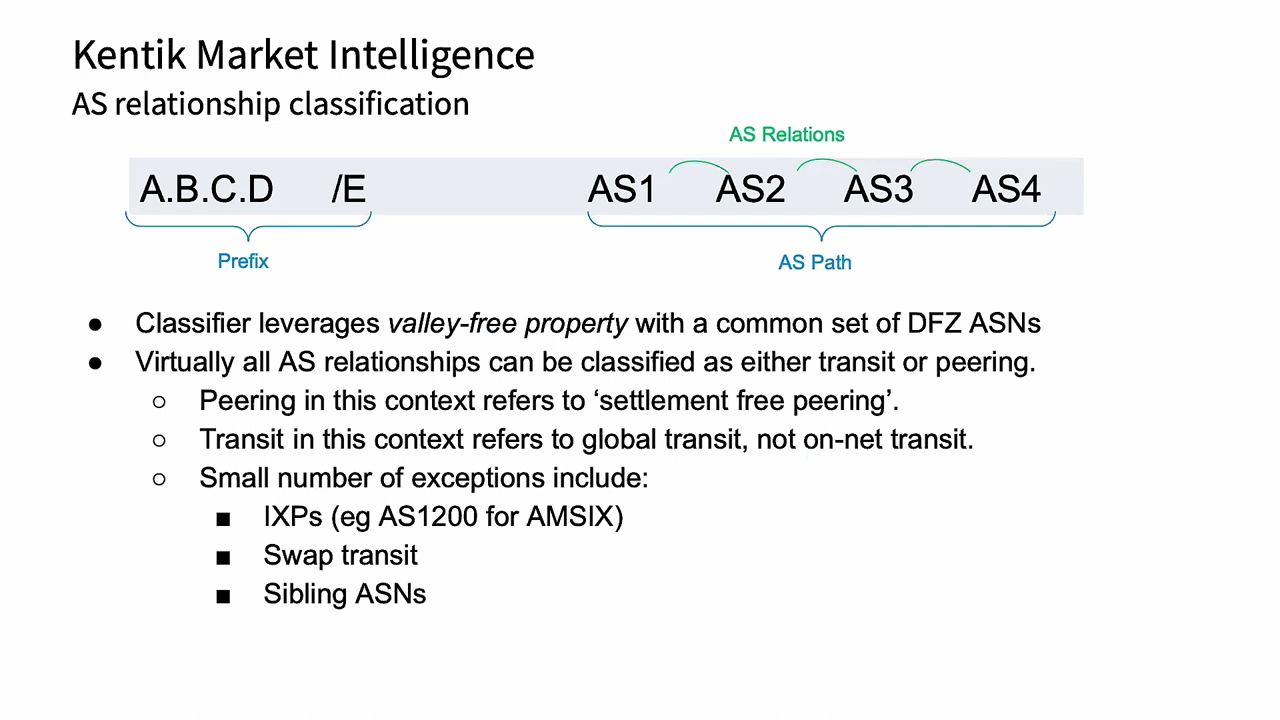 Kentik Market Intelligence
AS relationship classification
AS Relations
A.B.C.D /E AS1 AS2 AS3 AS4
Prefix AS Path
● Classifier leverages valley-free property with a common set of DFZ ASNs
● Virtually all AS relationships can be classified as either transit or peering.
○ Peering in this context refers to ‘settlement free peering’.
○ Transit in this context refers to global transit, not on-net transit.
○ Small number of exceptions include:
■ IXPs (eg AS1200 for AMSIX)
■ Swap transit
■ Sibling ASNs